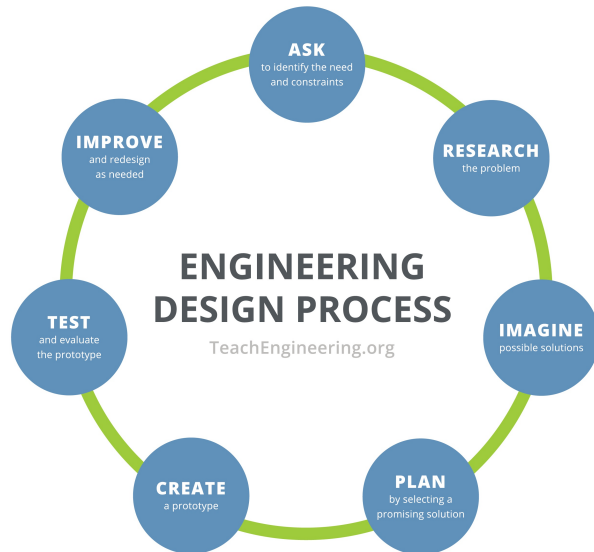 ASK
to identify the need
and constraints
RESEARCH
the problem
IMAGINE
possible solutions
PLAN
by selecting a
promising solution
CREATE
a prototype
TEST
and evaluate
the prototype
IMPROVE
and redesign
as needed
ENGINEERING
DESIGN PROCESS
TeachEngineering.org